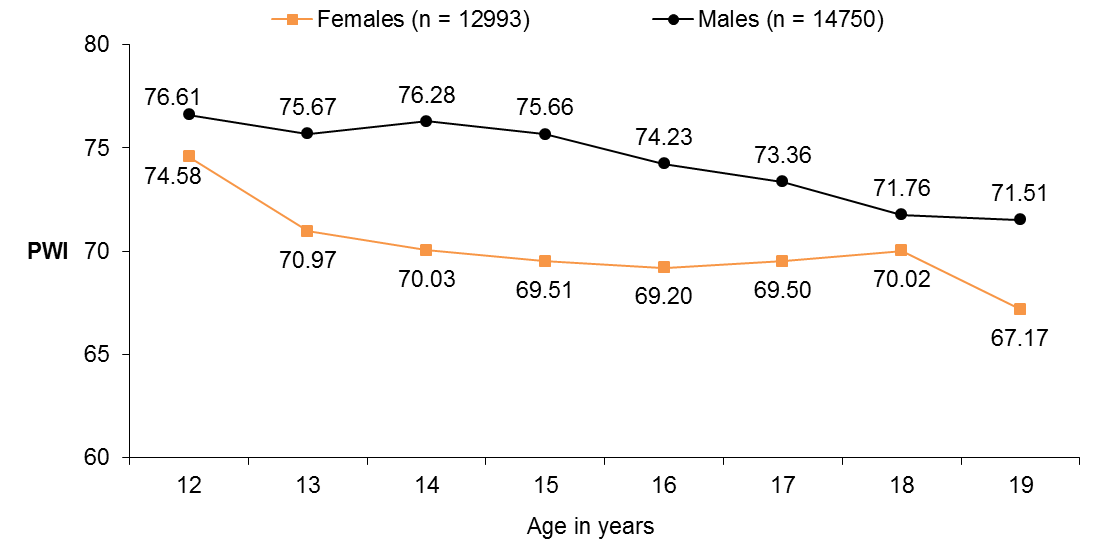 Females (n = 12993) Males (n = 14750)
80
76.61 75.67 76.28 75.66 74.23 73.36 71.76 71.51
75
74.58 70.97 70.03 69.51 69.20 69.50 70.02 67.17
PWI
70
65
60
12 13 14 15 16 17 18 19
Age in years